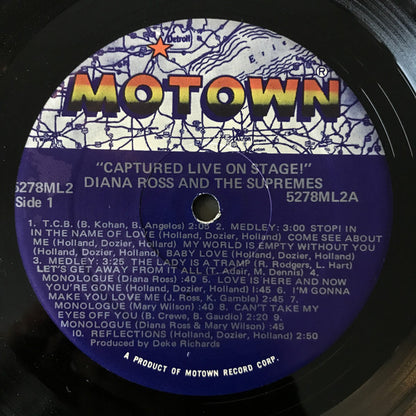 Detroit
MOTOWN®
"CAPTURED LIVE ON STAGE!"
5278ML2 DIANA ROSS AND THE SUPREMES
Side 1 5278ML2A
1. T.C.B. (B. Kohan, B. Angelos) 2:05 2. MEDLEY: 3:00 STOP! IN
IN THE NAME OF LOVE (Holland, Dozier, Holland) COME SEE ABOUT
ME (Holland, Dozier, Holland) MY WORLD IS EMPTY WITHOUT YOU
(Holland, Dozier, Holland) BABY LOVE (Holland, Dozier, Holland)
3. MEDLEY: 3:25 THE LADY IS A TRAMP (R. Rodgers, L. Hart)
LET'S GET AWAY FROM IT ALL (T. Adair, M. Dennis) 4.
MONOLOGUE (Diana Ross) :40 5. LOVE IS HERE AND NOW
YOU'RE GONE (Holland, Dozier, Holland) 1:45 6. I'M GONNA
MAKE YOU LOVE ME (J. Ross, K. Gamble) 2:05 7.
MONOLOGUE (Mary Wilson) :40 8. CAN'T TAKE MY
EYES OFF YOU (B. Crewe, B. Gaudio) 2:20 9.
MONOLOGUE (Diana Ross & Mary Wilson) :45
10. REFLECTIONS (Holland, Dozier, Holland) 2:50
Produced by Deke Richards
A PRODUCT OF MOTOWN RECORD CORP.